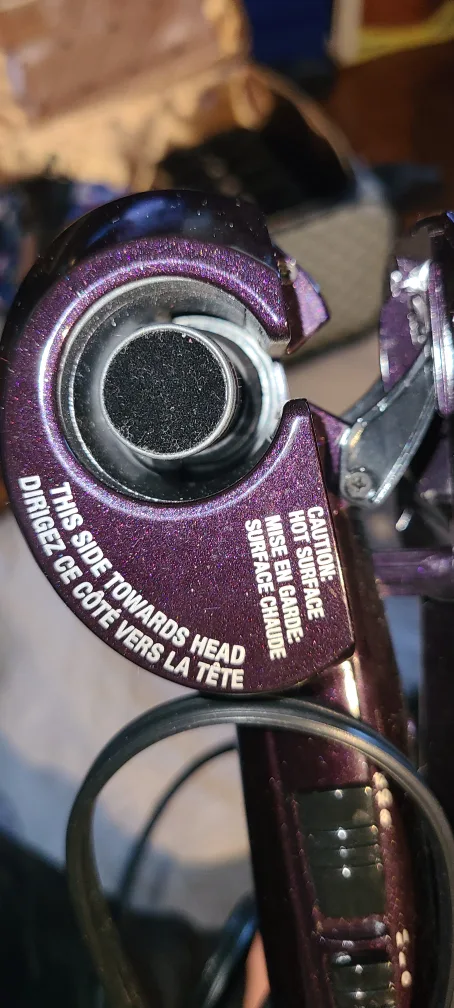 THIS SIDE TOWARDS HEAD
DIRIGEZ CE CÔTÉ VERS LA TÊTE
CAUTION:
HOT SURFACE
MISE EN GARDE:
SURFACE CHAUDE